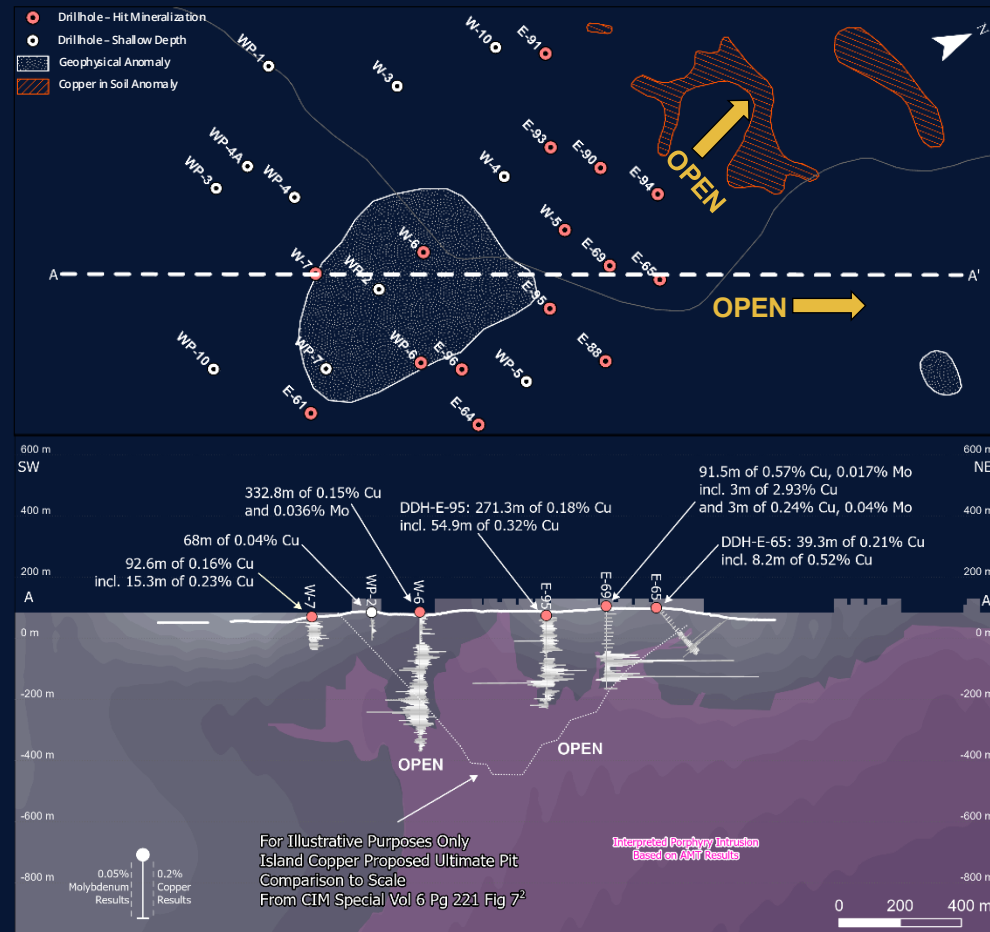 Drillhole – Hit Mineralization
Drillhole – Shallow Depth
Geophysical Anomaly
Copper in Soil Anomaly
N
WP-1
W-3
W-10
E-91
WP-4A
WP-3
WP-4
W-4
E-93
E-90
E-94
OPEN
W-5
W-6
W-7
WP-2
E-69
E-65
A
A'
E-95
OPEN
WP-10
WP-7
WP-6
E-96
WP-5
E-88
E-61
E-64
600 m
SW
600 m
NE
400 m
400 m
200 m
200 m
A
A
0 m
0 m
-200 m
-200 m
-400 m
-400 m
-600 m
-600 m
-800 m
-800 m
332.8m of 0.15% Cu
and 0.036% Mo
68m of 0.04% Cu
92.6m of 0.16% Cu
incl. 15.3m of 0.23% Cu
DDH-E-95: 271.3m of 0.18% Cu
incl. 54.9m of 0.32% Cu
91.5m of 0.57% Cu, 0.017% Mo
incl. 3m of 2.93% Cu
and 3m of 0.24% Cu, 0.04% Mo
DDH-E-65: 39.3m of 0.21% Cu
incl. 8.2m of 0.52% Cu
W-7
WP-2
W-6
E-95
E-69
E-65
OPEN
OPEN
For Illustrative Purposes Only
Island Copper Proposed Ultimate Pit
Comparison to Scale
From CIM Special Vol 6 Pg 221 Fig 7²
Interpreted Porphyry Intrusion
Based on AMT Results
0.05%
Molybdenum
Results
0.2%
Copper
Results
0 200 400 m